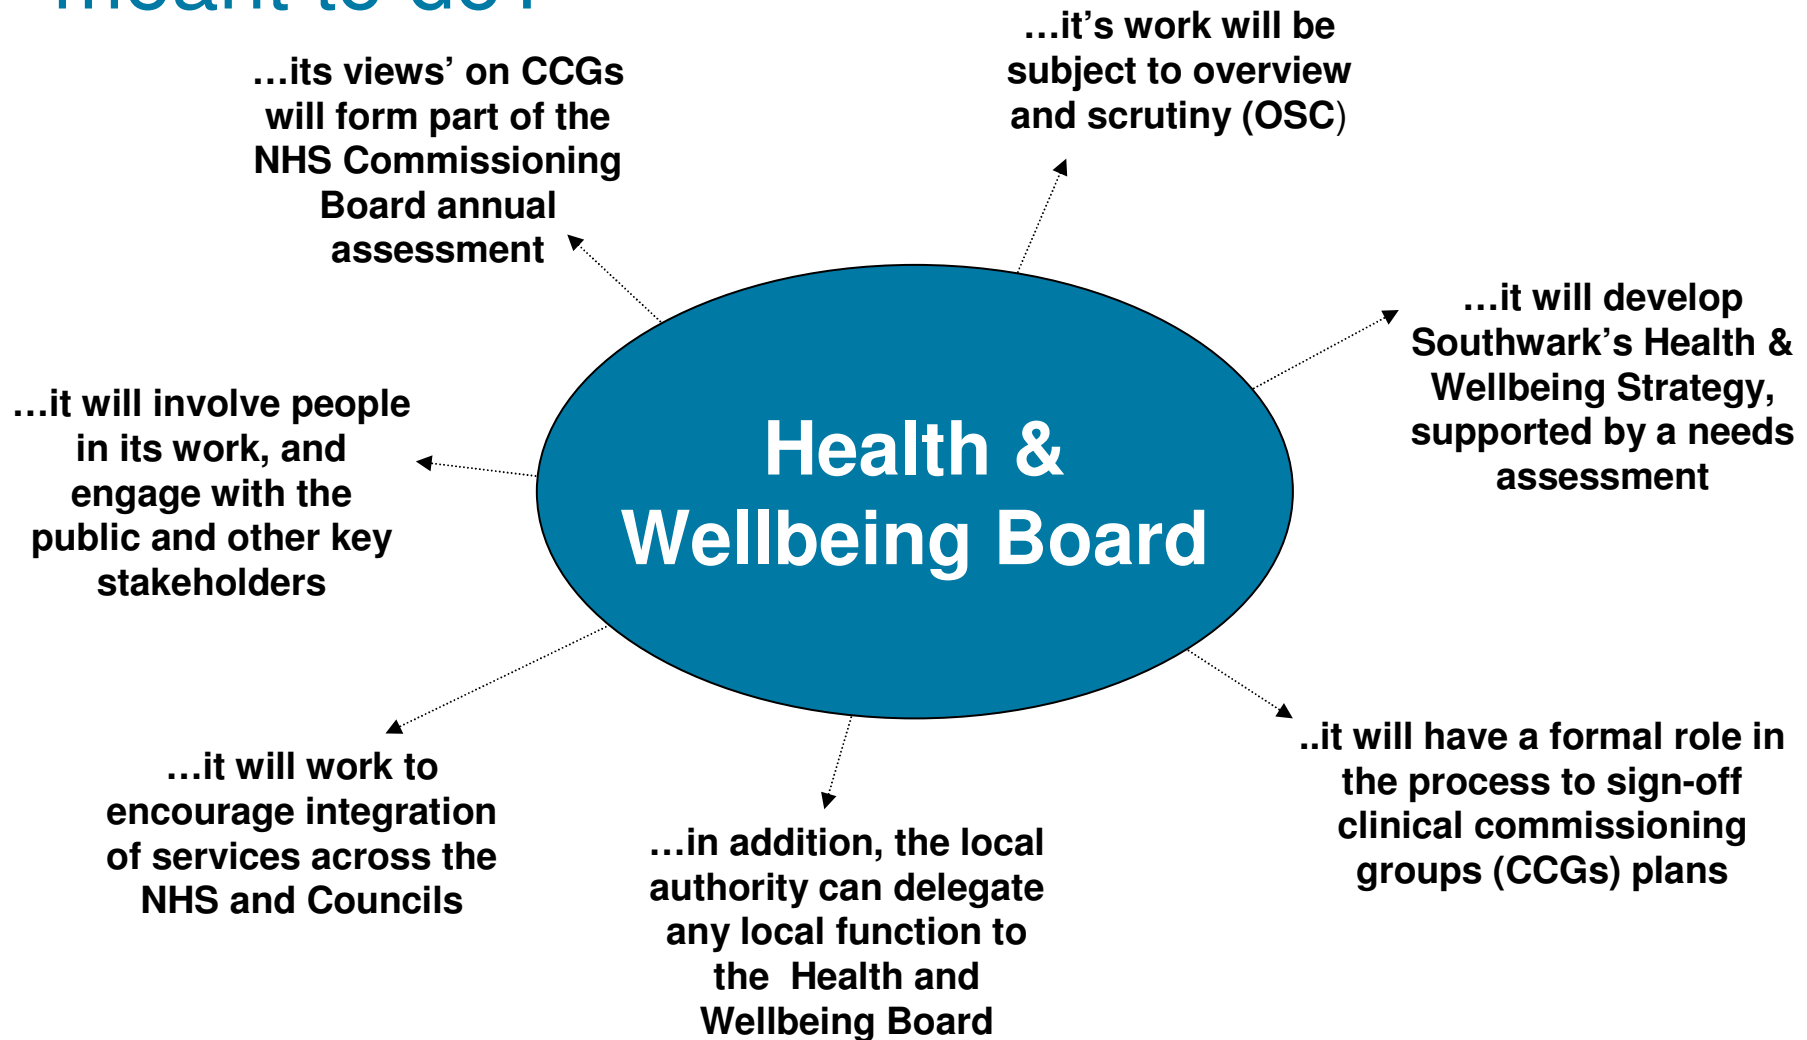 meant to do?
…it's work will be
subject to overview
and scrutiny (OSC)
…its views’ on CCGs
will form part of the
NHS Commissioning
Board annual
assessment
…it will develop
Southwark’s Health &
Wellbeing Strategy,
supported by a needs
assessment
…it will involve people
in its work, and
engage with the
public and other key
stakeholders
Health &
Wellbeing Board
..it will have a formal role in
the process to sign-off
clinical commissioning
groups (CCGs) plans
…it will work to
encourage integration
of services across the
NHS and Councils
…in addition, the local
authority can delegate
any local function to
the  Health and
Wellbeing Board